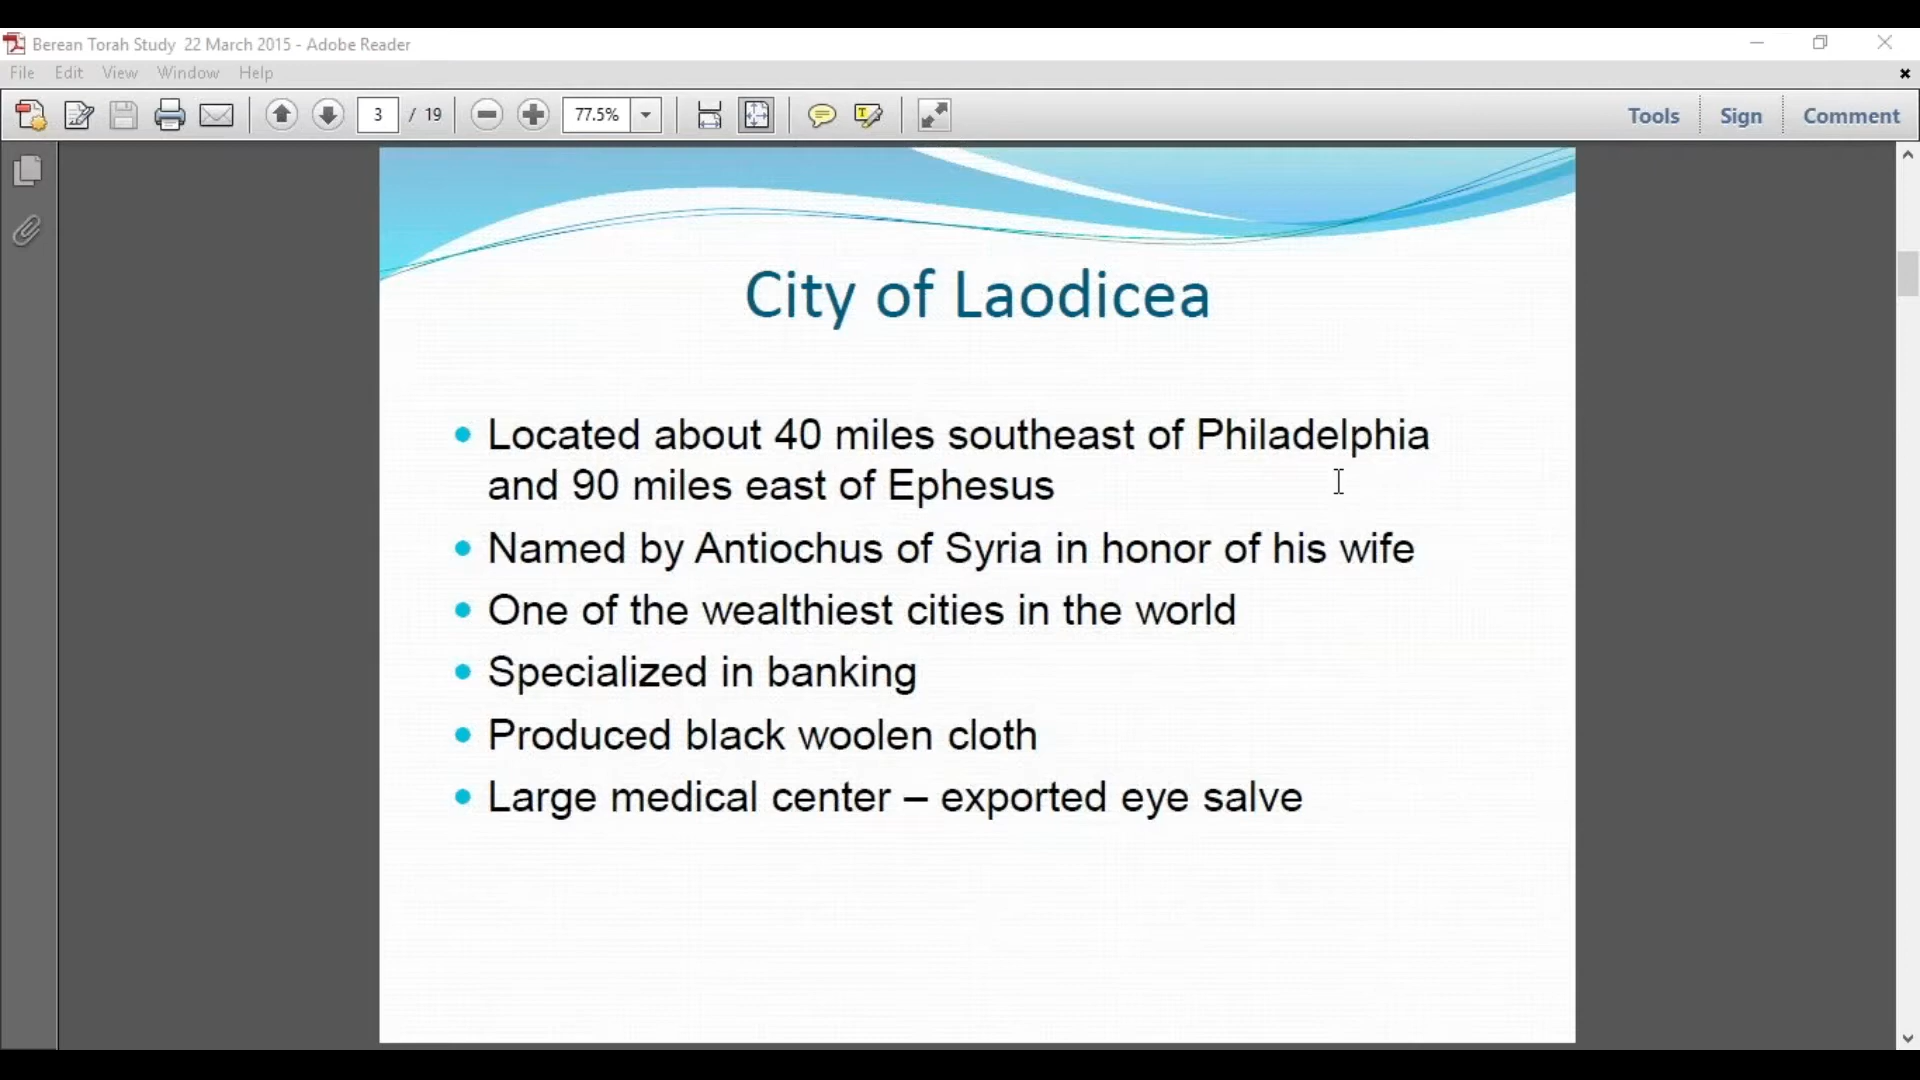 Berean Torah Study 22 March 2015 - Adobe Reader
File Edit View Window Help
3 / 19 77.5% Tools Sign Comment
City of Laodicea
• Located about 40 miles southeast of Philadelphia
and 90 miles east of Ephesus
• Named by Antiochus of Syria in honor of his wife
• One of the wealthiest cities in the world
• Specialized in banking
• Produced black woolen cloth
• Large medical center – exported eye salve